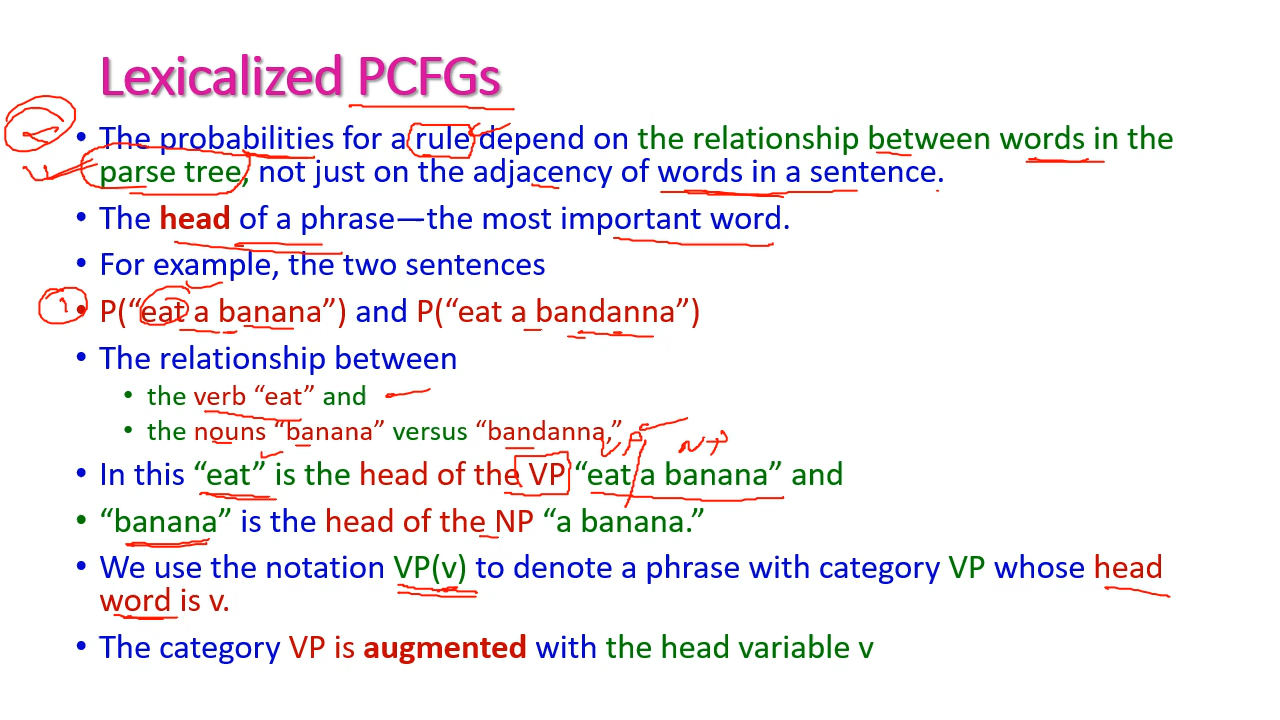 Lexicalized PCFGs
• The probabilities for a rule depend on the relationship between words in the
parse tree, not just on the adjacency of words in a sentence.
• The head of a phrase—the most important word.
• For example, the two sentences
• P(“eat a banana”) and P(“eat a bandanna”)
• The relationship between
• the verb “eat” and
• the nouns “banana” versus “bandanna,”
• In this “eat” is the head of the VP “eat a banana” and
• “banana” is the head of the NP “a banana.”
• We use the notation VP(v) to denote a phrase with category VP whose head
word is v.
• The category VP is augmented with the head variable v